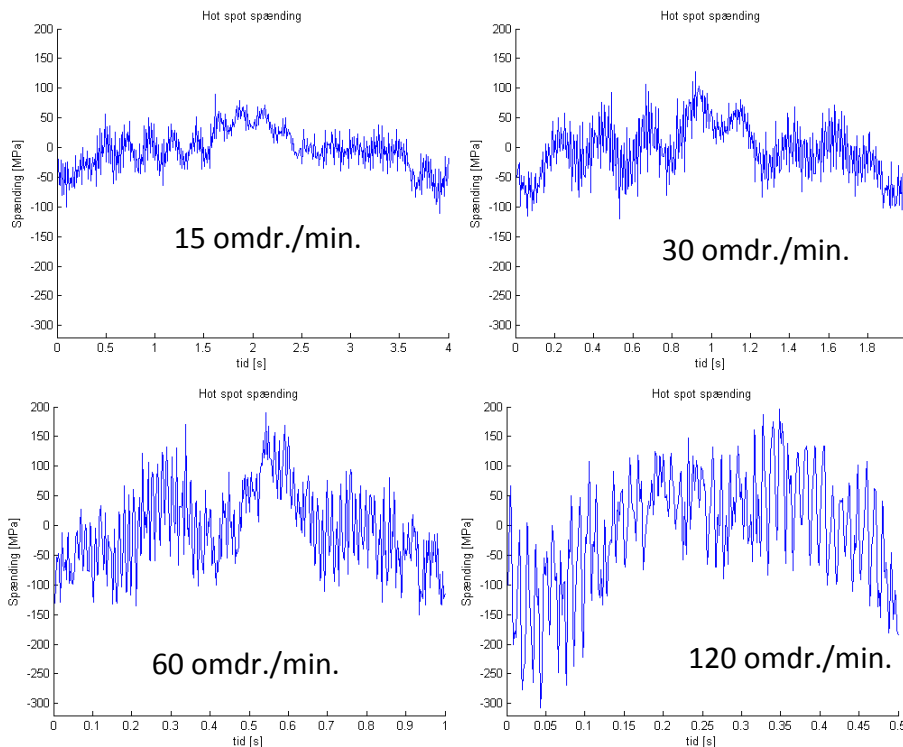 Hot spot spænding
200
150
100
50
0
-50
-100
-150
-200
-250
-300
Spænding [MPa]
15 omdr./min.
0 0.5 1 1.5 2 2.5 3 3.5 4
tid [s]
Hot spot spænding
200
150
100
50
0
-50
-100
-150
-200
-250
-300
Spænding [MPa]
30 omdr./min.
0 0.2 0.4 0.6 0.8 1 1.2 1.4 1.6 1.8
tid [s]
Hot spot spænding
200
150
100
50
0
-50
-100
-150
-200
-250
-300
Spænding [MPa]
60 omdr./min.
0 0.1 0.2 0.3 0.4 0.5 0.6 0.7 0.8 0.9 1
tid [s]
Hot spot spænding
200
150
100
50
0
-50
-100
-150
-200
-250
-300
Spænding [MPa]
120 omdr./min.
0 0.05 0.1 0.15 0.2 0.25 0.3 0.35 0.4 0.45 0.5
tid [s]